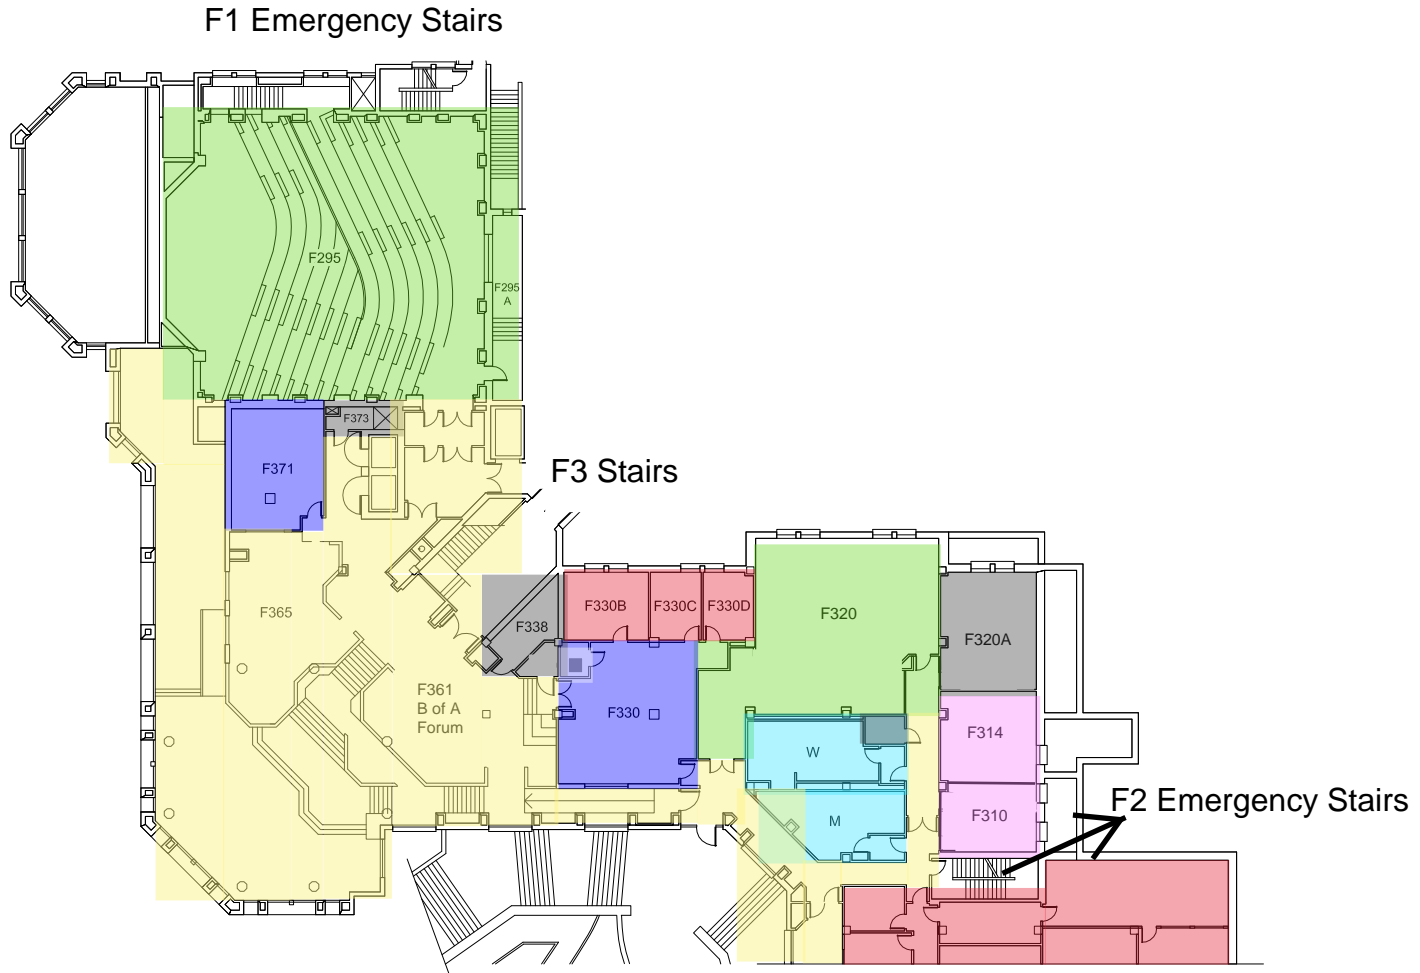 F1 Emergency Stairs
F295
F295
A
F373
F371
F3 Stairs
F365
F338
F330B
F330C
F330D
F320
F320A
F361
B of A
Forum
F330
F314
W
M
F310
F2 Emergency Stairs